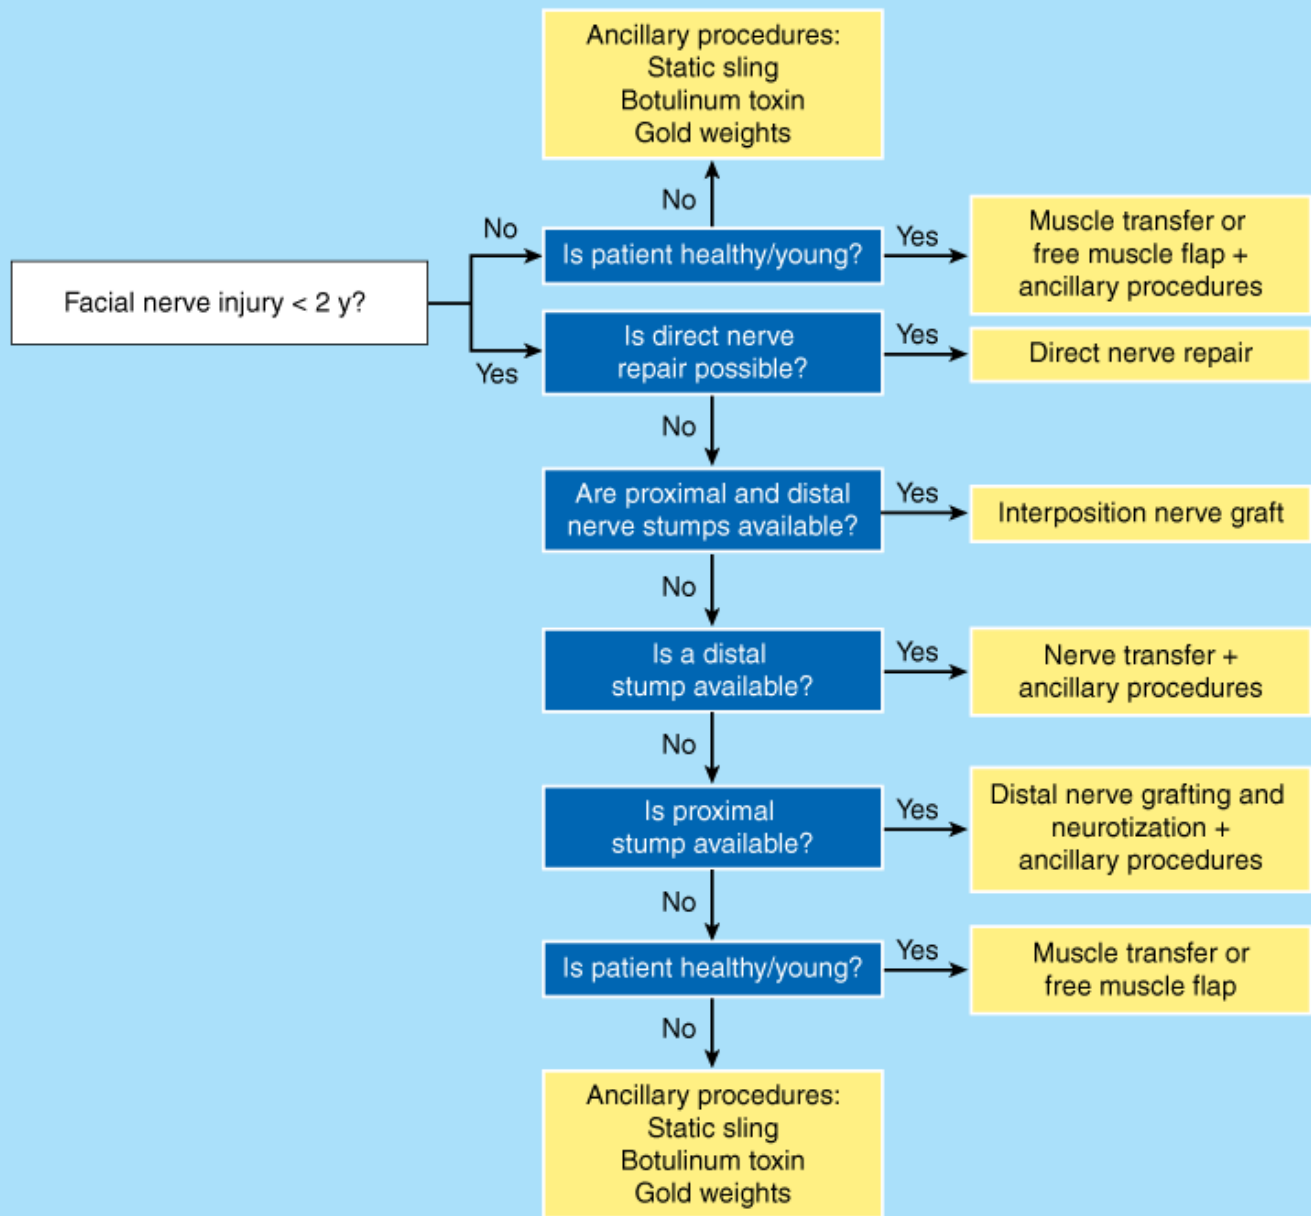 Ancillary procedures:
Static sling
Botulinum toxin
Gold weights
No
No
Is patient healthy/young?
Yes
Muscle transfer or
free muscle flap +
ancillary procedures
Facial nerve injury < 2 y?
Yes
Is direct nerve
repair possible?
Yes
Direct nerve repair
No
Are proximal and distal
nerve stumps available?
Yes
Interposition nerve graft
No
Is a distal
stump available?
Yes
Nerve transfer +
ancillary procedures
No
Is proximal
stump available?
Yes
Distal nerve grafting and
neurotization +
ancillary procedures
No
Is patient healthy/young?
Yes
Muscle transfer or
free muscle flap
No
Ancillary procedures:
Static sling
Botulinum toxin
Gold weights